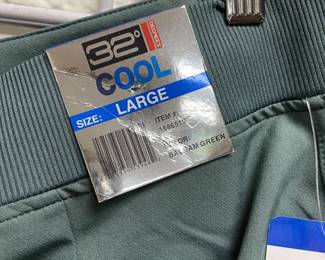 32°
DEGREES
COOL
SIZE: LARGE
ITEM #
COLOR:
BALSAM GREEN